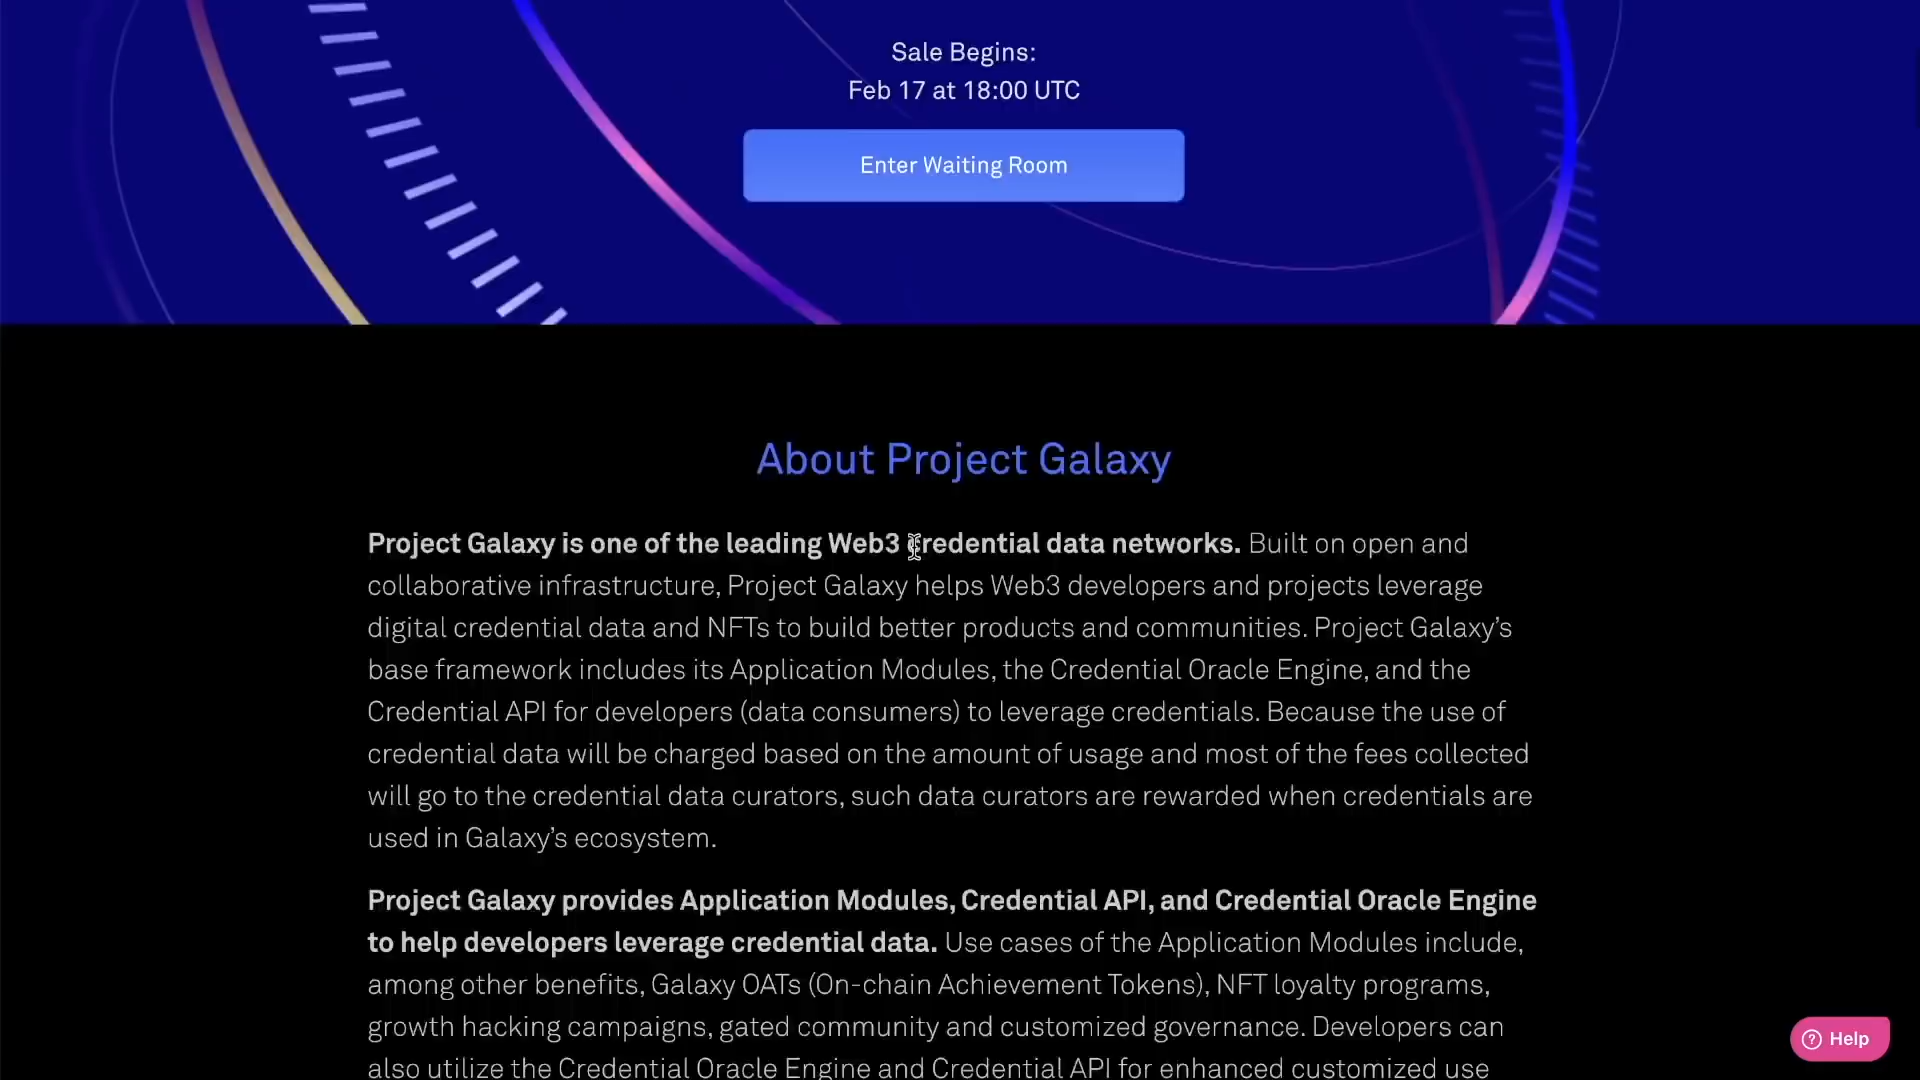 Sale Begins:
Feb 17 at 18:00 UTC
Enter Waiting Room
About Project Galaxy
Project Galaxy is one of the leading Web3 credential data networks. Built on open and
collaborative infrastructure, Project Galaxy helps Web3 developers and projects leverage
digital credential data and NFTs to build better products and communities. Project Galaxy’s
base framework includes its Application Modules, the Credential Oracle Engine, and the
Credential API for developers (data consumers) to leverage credentials. Because the use of
credential data will be charged based on the amount of usage and most of the fees collected
will go to the credential data curators, such data curators are rewarded when credentials are
used in Galaxy’s ecosystem.
Project Galaxy provides Application Modules, Credential API, and Credential Oracle Engine
to help developers leverage credential data. Use cases of the Application Modules include,
among other benefits, Galaxy OATs (On-chain Achievement Tokens), NFT loyalty programs,
growth hacking campaigns, gated community and customized governance. Developers can
also utilize the Credential Oracle Engine and Credential API for enhanced customized use
Help